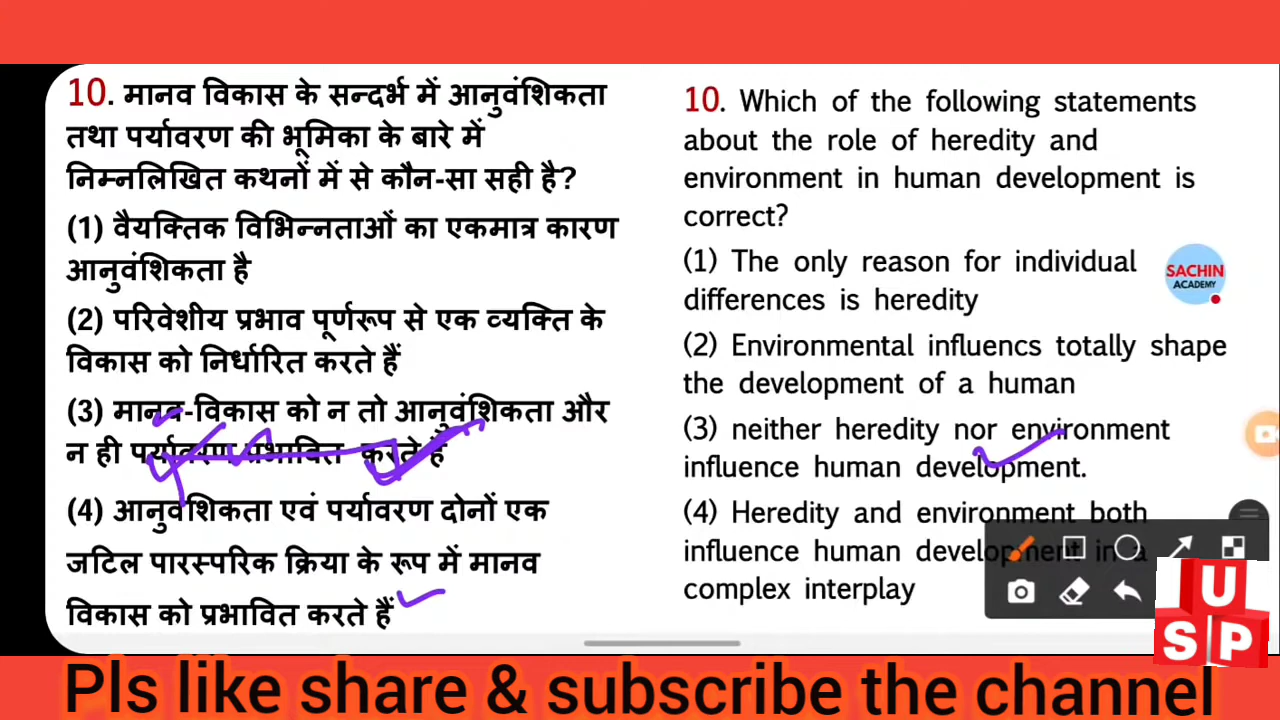 10. मानव विकास के सन्दर्भ में आनुवंशिकता
तथा पर्यावरण की भूमिका के बारे में
निम्नलिखित कथनों में से कौन-सा सही है?
(1) वैयक्तिक विभिन्नताओं का एकमात्र कारण
आनुवंशिकता है
(2) परिवेशीय प्रभाव पूर्णरूप से एक व्यक्ति के
विकास को निर्धारित करते हैं
(3) मानव-विकास को न तो आनुवंशिकता और
न ही पर्यावरण प्रभावित करते हैं
(4) आनुवंशिकता एवं पर्यावरण दोनों एक
जटिल पारस्परिक क्रिया के रूप में मानव
विकास को प्रभावित करते हैं
10. Which of the following statements
about the role of heredity and
environment in human development is
correct?
(1) The only reason for individual
differences is heredity
(2) Environmental influencs totally shape
the development of a human
(3) neither heredity nor environment
influence human development.
(4) Heredity and environment both
influence human development in a
complex interplay
SACHIN
ACADEMY
U
S P
Pls like share & subscribe the channel